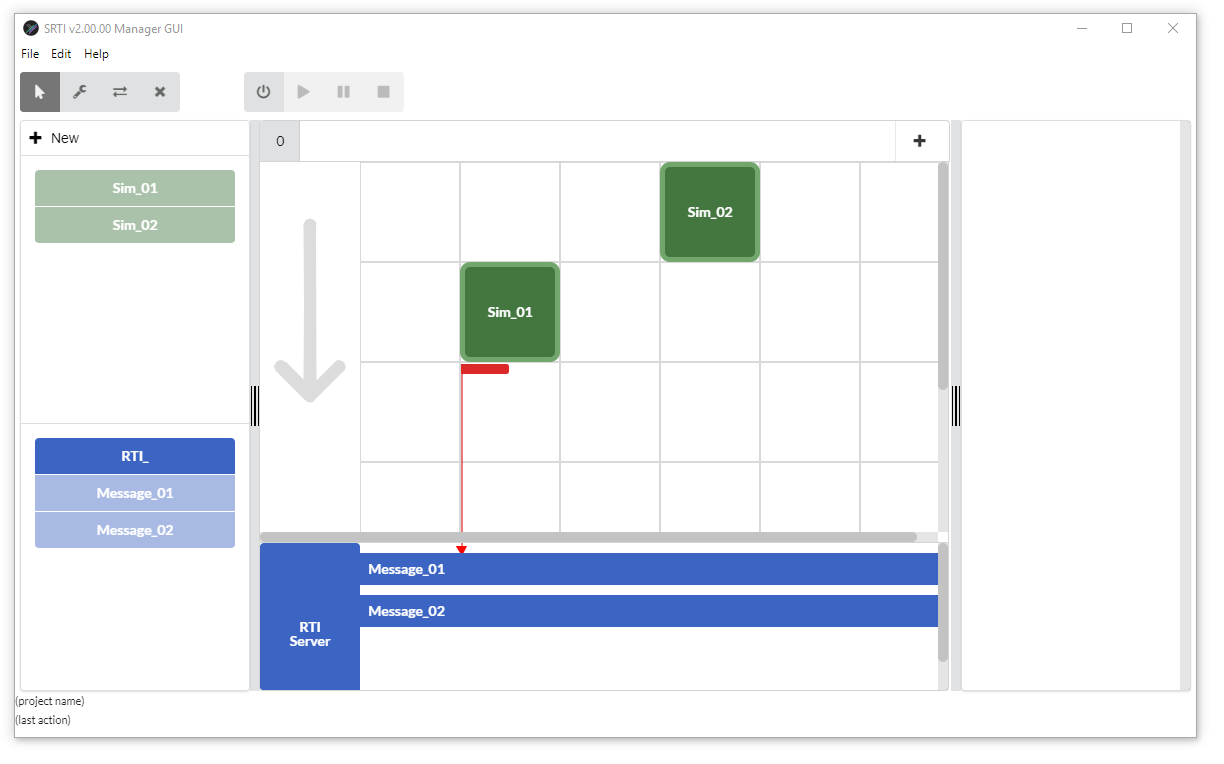 SRTI v2.00.00 Manager GUI
File Edit Help
New
0
Sim_01
Sim_02
Sim_02
Sim_01
RTI_
Message_01
Message_02
Message_01
Message_02
RTI
Server
(project name)
(last action)